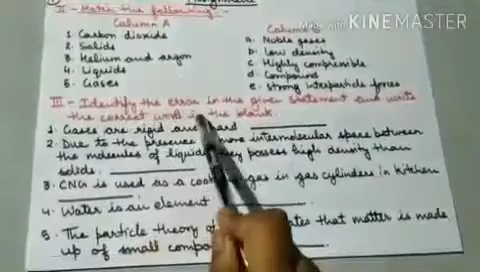 II - Match the following -
Column A
Column
1. Carbon dioxide
a. Noble gases
2. Solids
b. low density
3. Helium and argon
c. Highly compressible
4. Liquids
d. Compound
5. Gases
e. strong interparticle forces
III - Identify the error in the given statement and write
the correct word in the blank.
1. Gases are rigid and hard
2. Due to the presence more intermolecular space between
the molecules of liquids they possess high density than
solids.
3. CNG is used as a gas in gas cylinders in kitchen
4. Water is an element
5. The particle theory of states that matter is made
up of small
Made with KINEMASTER